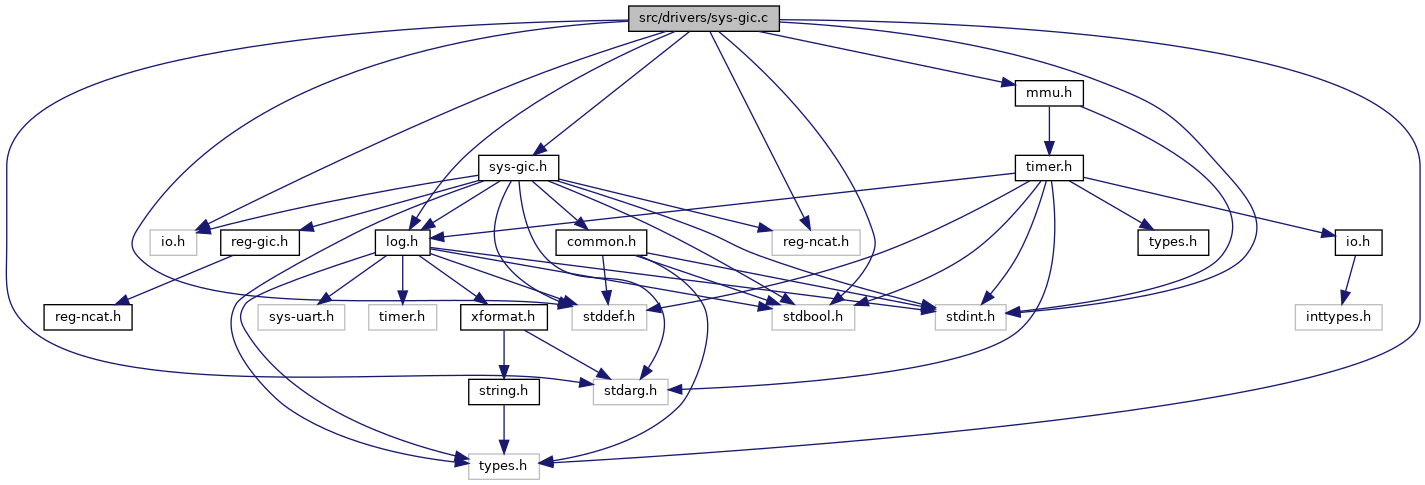 src/drivers/sys-gic.c
mmu.h
sys-gic.h
timer.h
io.h
reg-gic.h
log.h
common.h
reg-ncat.h
types.h
io.h
reg-ncat.h
sys-uart.h
timer.h
xformat.h
stddef.h
stdbool.h
stdint.h
inttypes.h
string.h
stdarg.h
types.h